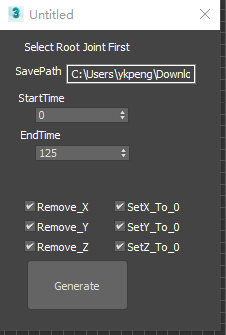 Untitled
Select Root Joint First
SavePath C:\Users\ykpeng\Downlc
StartTime
0
EndTime
125
Remove_X SetX_To_0
Remove_Y SetY_To_0
Remove_Z SetZ_To_0
Generate